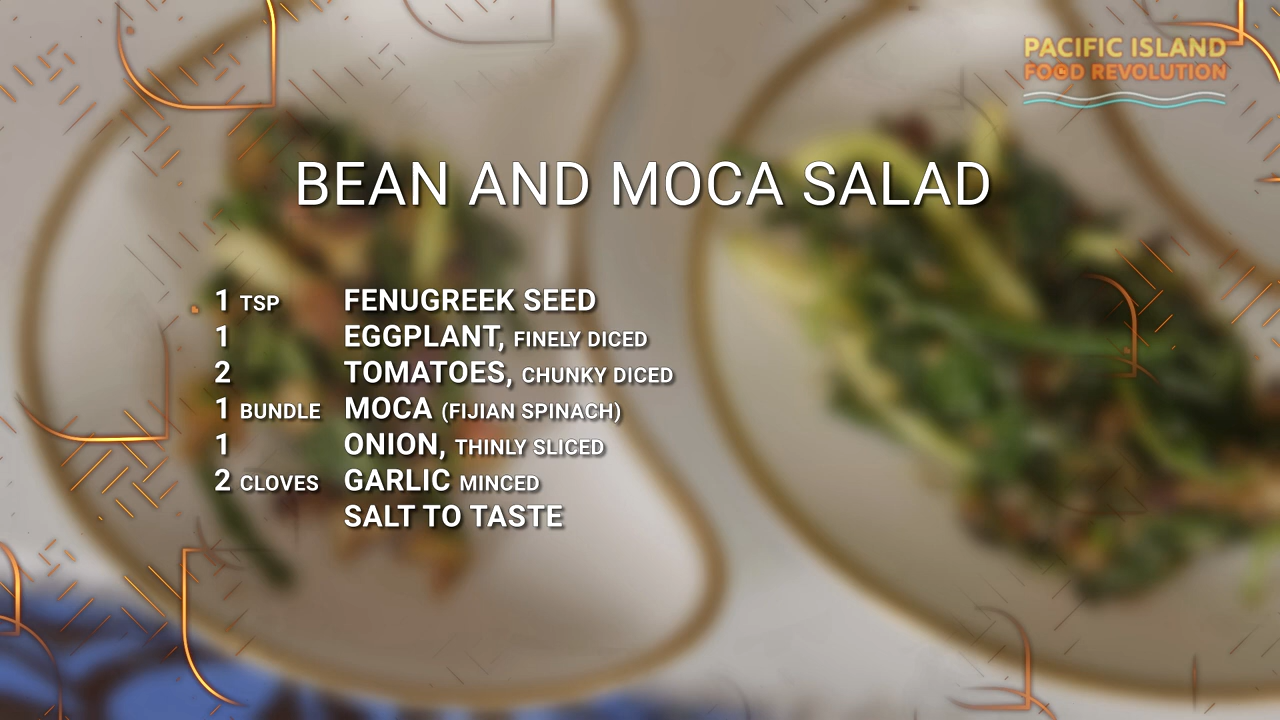 PACIFIC ISLAND
FOOD REVOLUTION
BEAN AND MOCA SALAD
1 TSP FENUGREEK SEED
1 EGGPLANT, FINELY DICED
2 TOMATOES, CHUNKY DICED
1 BUNDLE MOCA (FIJIAN SPINACH)
1 ONION, THINLY SLICED
2 CLOVES GARLIC MINCED
SALT TO TASTE